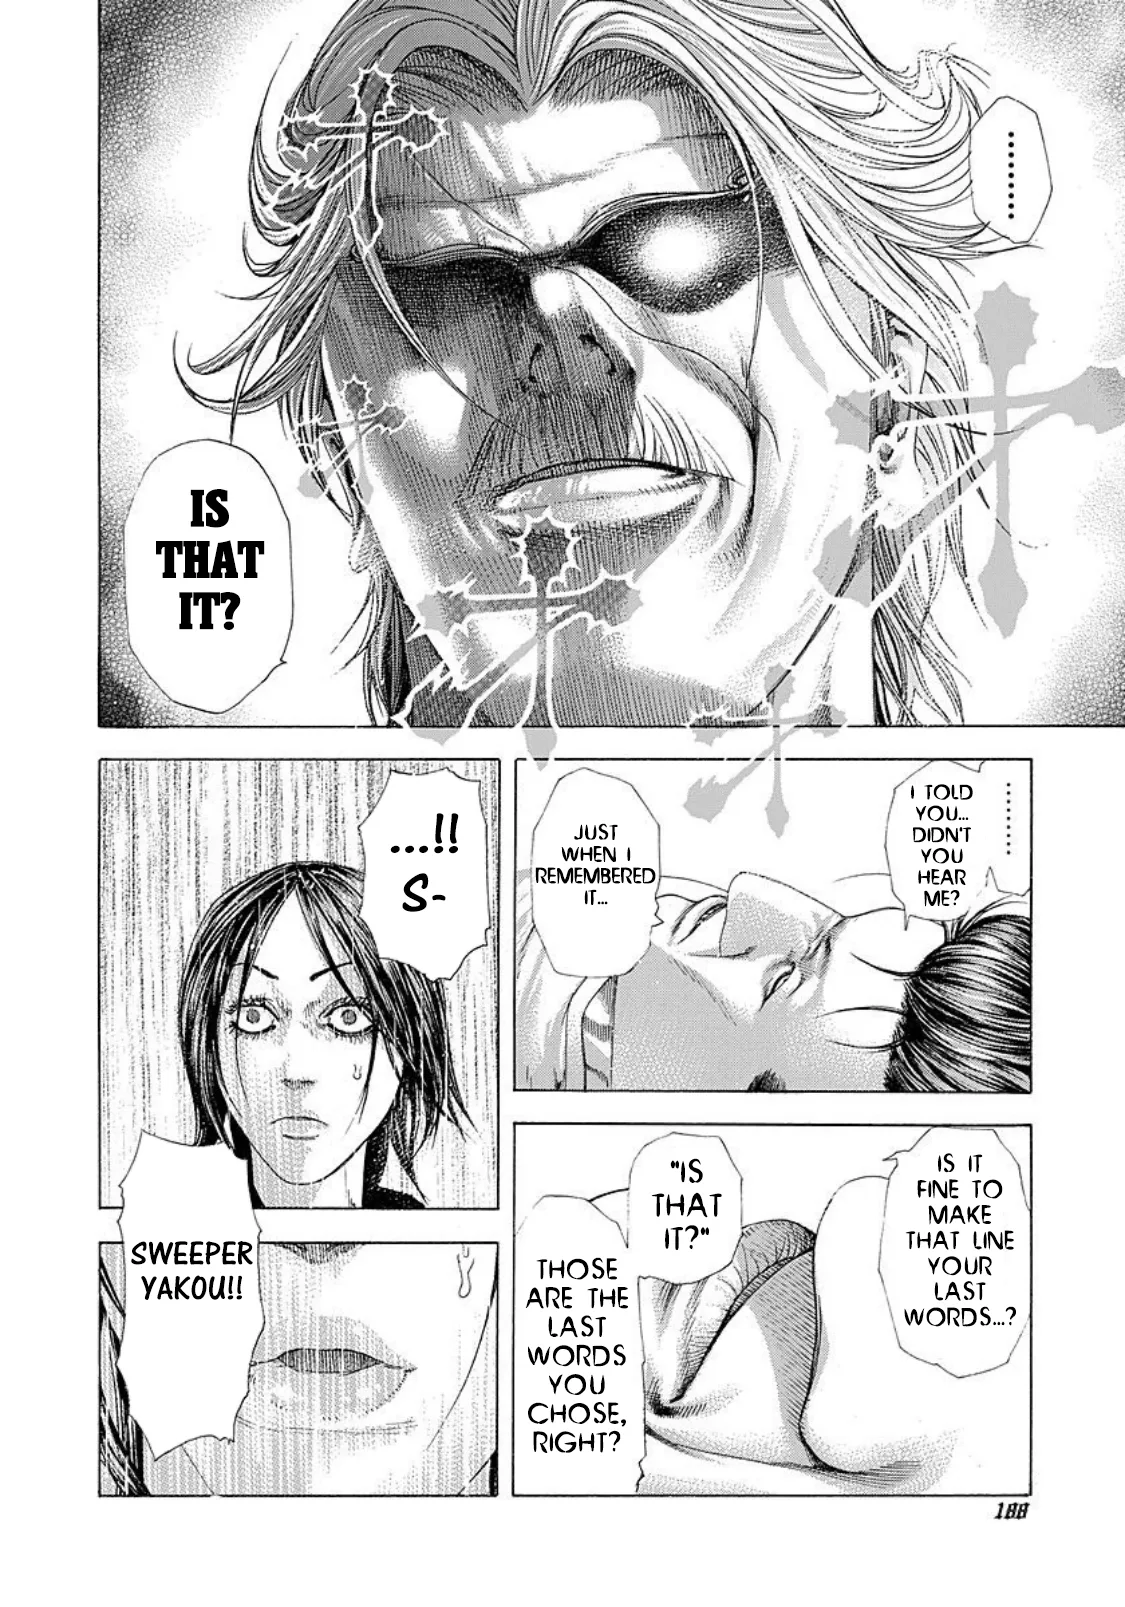 .........
IS
THAT
IT?
.........
I TOLD
YOU...
DIDN'T
YOU
HEAR
ME?
JUST
WHEN I
REMEMBERED
IT...
...!!
S-
IS IT
FINE TO
MAKE
THAT LINE
YOUR
LAST
WORDS...?
"IS
THAT
IT?"
THOSE
ARE THE
LAST
WORDS
YOU
CHOSE,
RIGHT?
SWEEPER
YAKOU!!
188